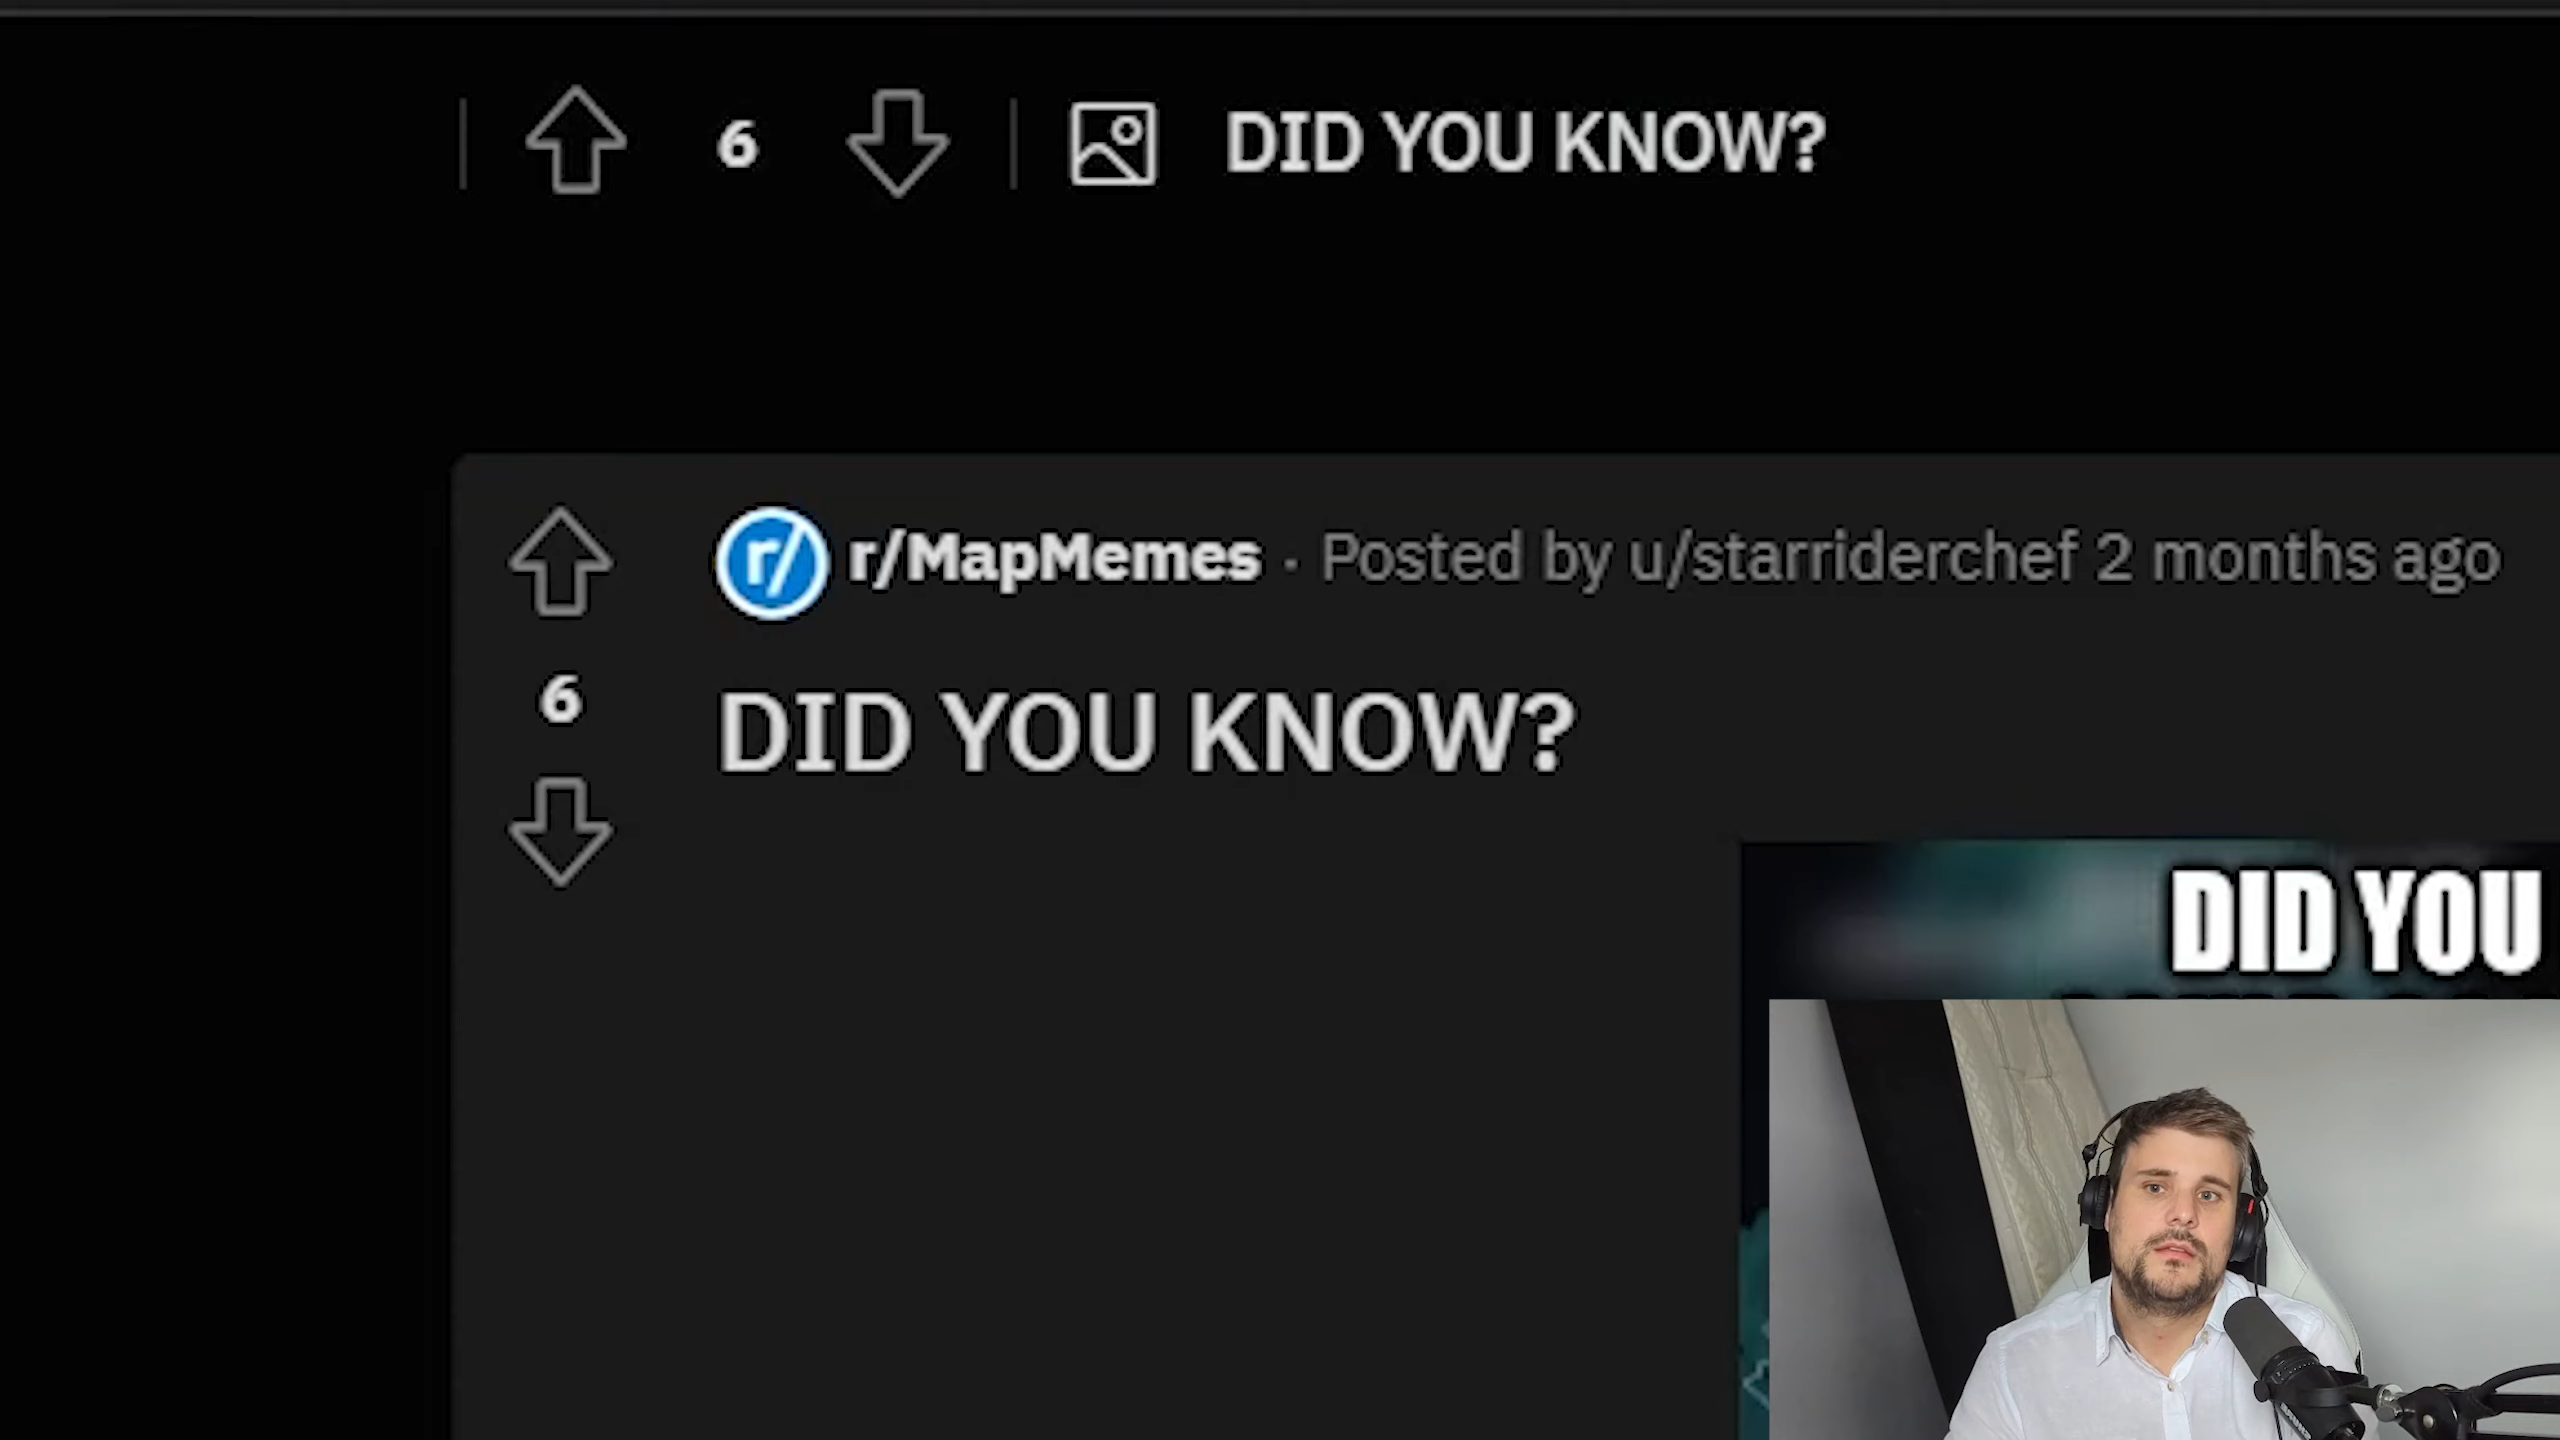 6 DID YOU KNOW?
r/ r/MapMemes · Posted by u/starriderchef 2 months ago
6
DID YOU KNOW?
DID YOU